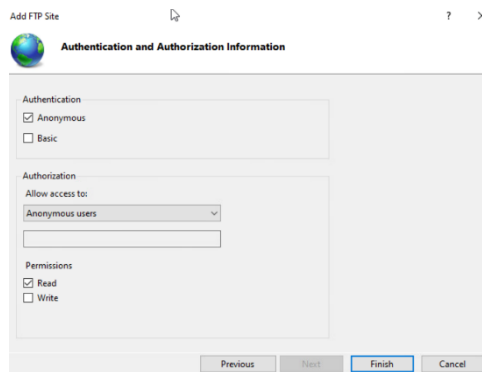 Add FTP Site
?
Authentication and Authorization Information
Authentication
Anonymous
Basic
Authorization
Allow access to:
Anonymous users
Permissions
Read
Write
Previous Next Finish Cancel